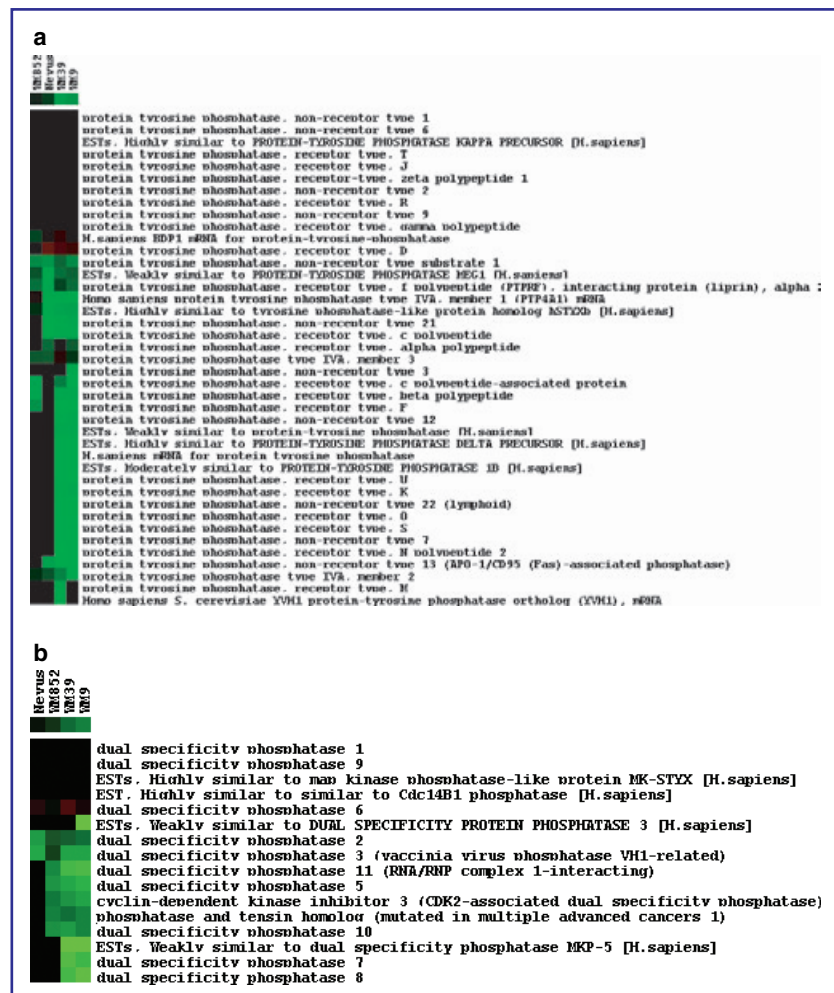 a
WM852
Nevus
WM39
WM9
protein tyrosine phosphatase. non-receptor type 1
protein tyrosine phosphatase. non-receptor type 6
ESTs. Highly similar to PROTEIN-TYROSINE PHOSPHATASE KAPPA PRECURSOR [H.sapiens]
protein tyrosine phosphatase. receptor type. T
protein tyrosine phosphatase. receptor type. J
protein tyrosine phosphatase. receptor-type. zeta polypeptide 1
protein tyrosine phosphatase. non-receptor type 2
protein tyrosine phosphatase. receptor type. R
protein tyrosine phosphatase. non-receptor type 9
protein tyrosine phosphatase. receptor type. gamma polypeptide
H.sapiens BDP1 mRNA for protein-tyrosine-phosphatase
protein tyrosine phosphatase. receptor type. D
protein tyrosine phosphatase. non-receptor type substrate 1
ESTs. Weakly similar to PROTEIN-TYROSINE PHOSPHATASE MEG1 [H.sapiens]
protein tyrosine phosphatase. receptor type. f polypeptide (PTPRF). interacting protein (liprin), alpha
Homo sapiens protein tyrosine phosphatase type IVA. member 1 (PTP4A1) mRNA
ESTs. Highly similar to tyrosine phosphatase-like protein homolog hSTYXb [H.sapiens]
protein tyrosine phosphatase. non-receptor type 21
protein tyrosine phosphatase. receptor type. c polypeptide
protein tyrosine phosphatase. receptor type. alpha polypeptide
protein tyrosine phosphatase type IVA. member 3
protein tyrosine phosphatase. non-receptor type 3
protein tyrosine phosphatase. receptor type. c polypeptide-associated protein
protein tyrosine phosphatase. receptor type. beta polypeptide
protein tyrosine phosphatase. receptor type. F
protein tyrosine phosphatase. non-receptor type 12
ESTs. Weakly similar to protein-tyrosine phosphatase [H.sapiens]
ESTs. Highly similar to PROTEIN-TYROSINE PHOSPHATASE DELTA PRECURSOR [H.sapiens]
H.sapiens mRNA for protein tyrosine phosphatase
ESTs. Moderately similar to PROTEIN-TYROSINE PHOSPHATASE 1B [H.sapiens]
protein tyrosine phosphatase. receptor type. U
protein tyrosine phosphatase. receptor type. K
protein tyrosine phosphatase. non-receptor type 22 (lymphoid)
protein tyrosine phosphatase. receptor type. O
protein tyrosine phosphatase. receptor type. S
protein tyrosine phosphatase. non-receptor type 7
protein tyrosine phosphatase. receptor type. N polypeptide 2
protein tyrosine phosphatase. non-receptor type 13 (APO-1/CD95 (Fas)-associated phosphatase)
protein tyrosine phosphatase type IVA. member 2
protein tyrosine phosphatase. receptor type. M
Homo sapiens S. cerevisiae YVH1 protein-tyrosine phosphatase ortholog (YVH1), mRNA
b
Nevus
WM852
WM39
WM9
dual specificity phosphatase 1
dual specificity phosphatase 9
ESTs. Highly similar to map kinase phosphatase-like protein MK-STYX [H.sapiens]
EST. Highly similar to similar to Cdc14B1 phosphatase [H.sapiens]
dual specificity phosphatase 6
ESTs. Weakly similar to DUAL SPECIFICITY PROTEIN PHOSPHATASE 3 [H.sapiens]
dual specificity phosphatase 2
dual specificity phosphatase 3 (vaccinia virus phosphatase VH1-related)
dual specificity phosphatase 11 (RNA/RNP complex 1-interacting)
dual specificity phosphatase 5
cyclin-dependent kinase inhibitor 3 (CDK2-associated dual specificity phosphatase)
phosphatase and tensin homolog (mutated in multiple advanced cancers 1)
dual specificity phosphatase 10
ESTs. Weakly similar to dual specificity phosphatase MKP-5 [H.sapiens]
dual specificity phosphatase 7
dual specificity phosphatase 8